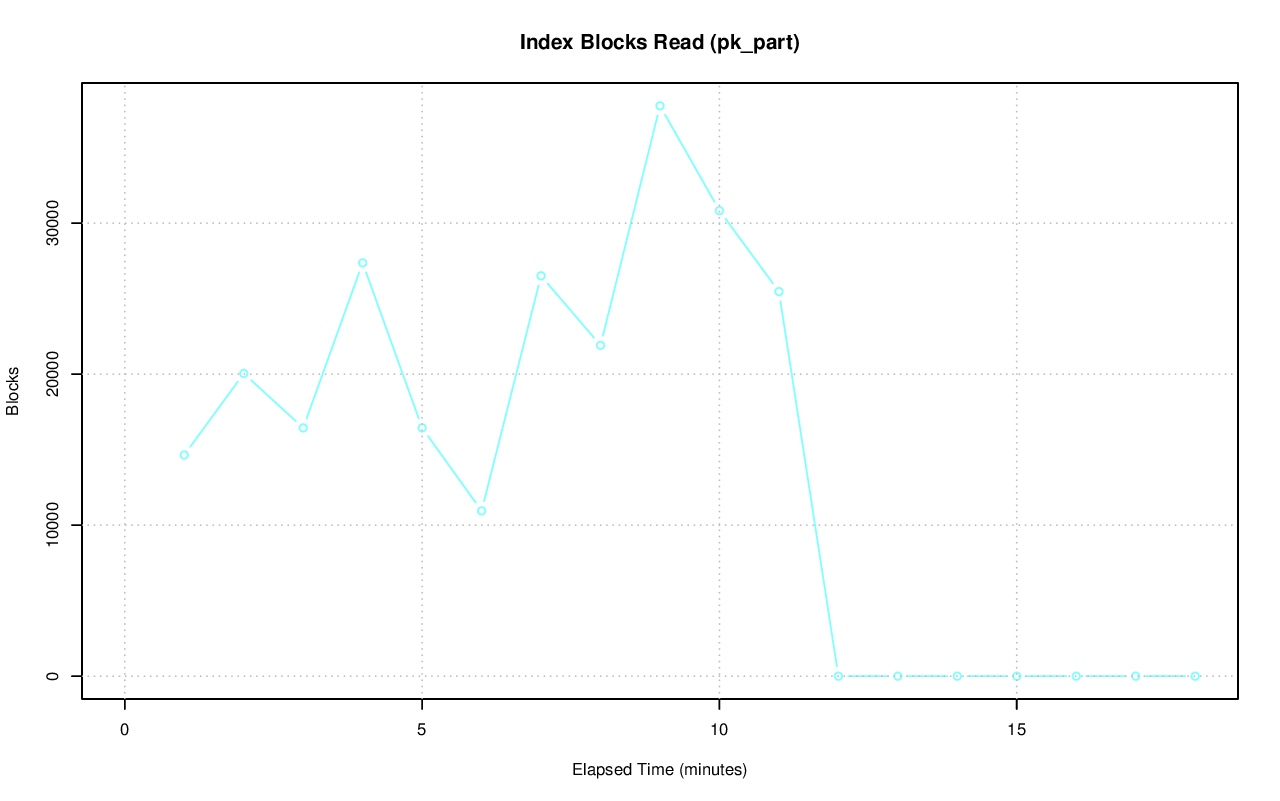 Index Blocks Read (pk_part)
Blocks
30000
20000
10000
0
0 5 10 15
Elapsed Time (minutes)